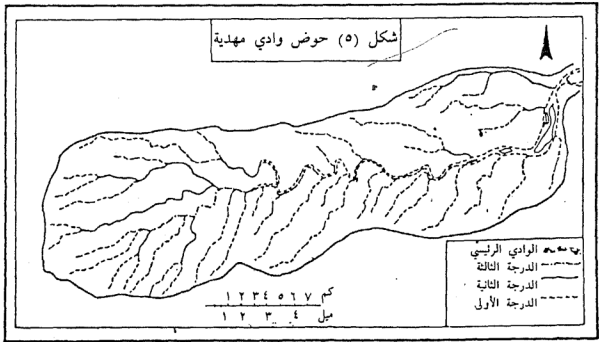 شكل (٥) حوض وادي مهدية
الوادي الرئيسي
الدرجة الثالثة
الدرجة الثانية
الدرجة الأولى
١ ٢ ٣ ٤ ٥ ٦ ٧ كم
١ ٢ ٣ ٤ ميل